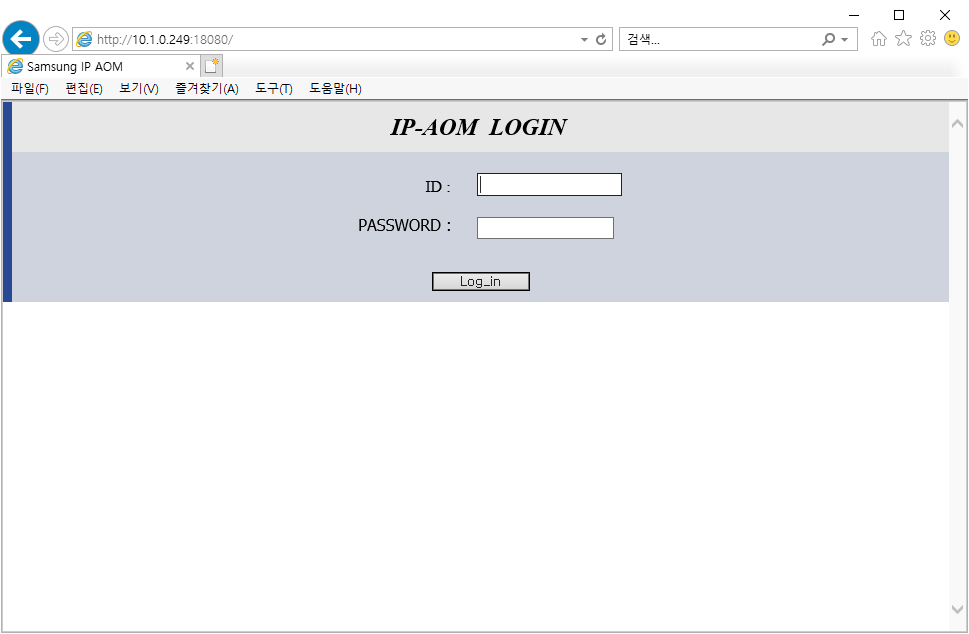 http://10.1.0.249:18080/
검색...
Samsung IP AOM
파일(F) 편집(E) 보기(V) 즐겨찾기(A) 도구(T) 도움말(H)
IP-AOM LOGIN
ID :
PASSWORD :
Log_in